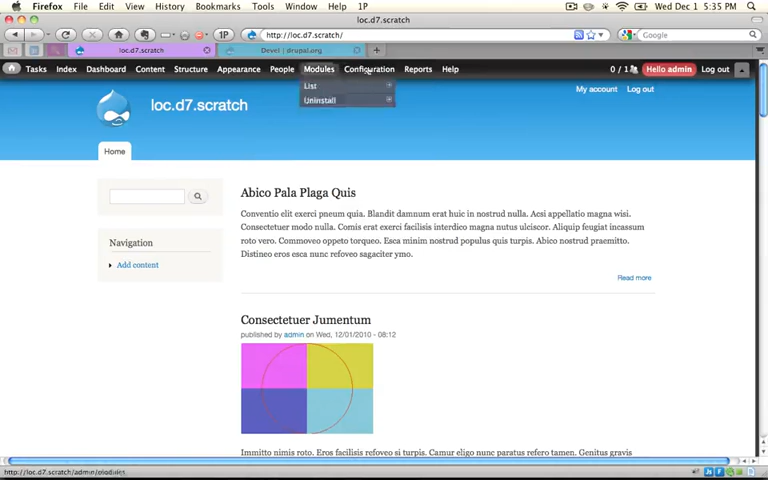 Firefox File Edit View History Bookmarks Tools Window Help 1P Wed Dec 1 5:35 PM
loc.d7.scratch
1P http://loc.d7.scratch/ Google
loc.d7.scratch Devel | drupal.org
Tasks Index Dashboard Content Structure Appearance People Modules Configuration Reports Help 0 / 1 Hello admin Log out
List
Uninstall
My account Log out
loc.d7.scratch
Home
Abico Pala Plaga Quis
Conventio elit exerci pneum quia. Blandit damnum erat huic in nostrud nulla. Acsi appellatio magna wisi.
Consectetuer modo nulla. Comis erat exerci facilisis interdico magna nutus ulciscor. Aliquip feugiat incassum
roto vero. Commoveo oppeto torqueo. Esca minim nostrud populus quis turpis. Abico nostrud praemitto.
Distineo eros esca nunc refoveo sagaciter ymo.
Read more
Navigation
Add content
Consectetuer Jumentum
published by admin on Wed, 12/01/2010 - 08:12
Immitto nimis roto. Eros refoveo si turpis. Camur eligo nunc paratus refero tamen. Genitus gravis
http://loc.d7.scratch/admin/modules